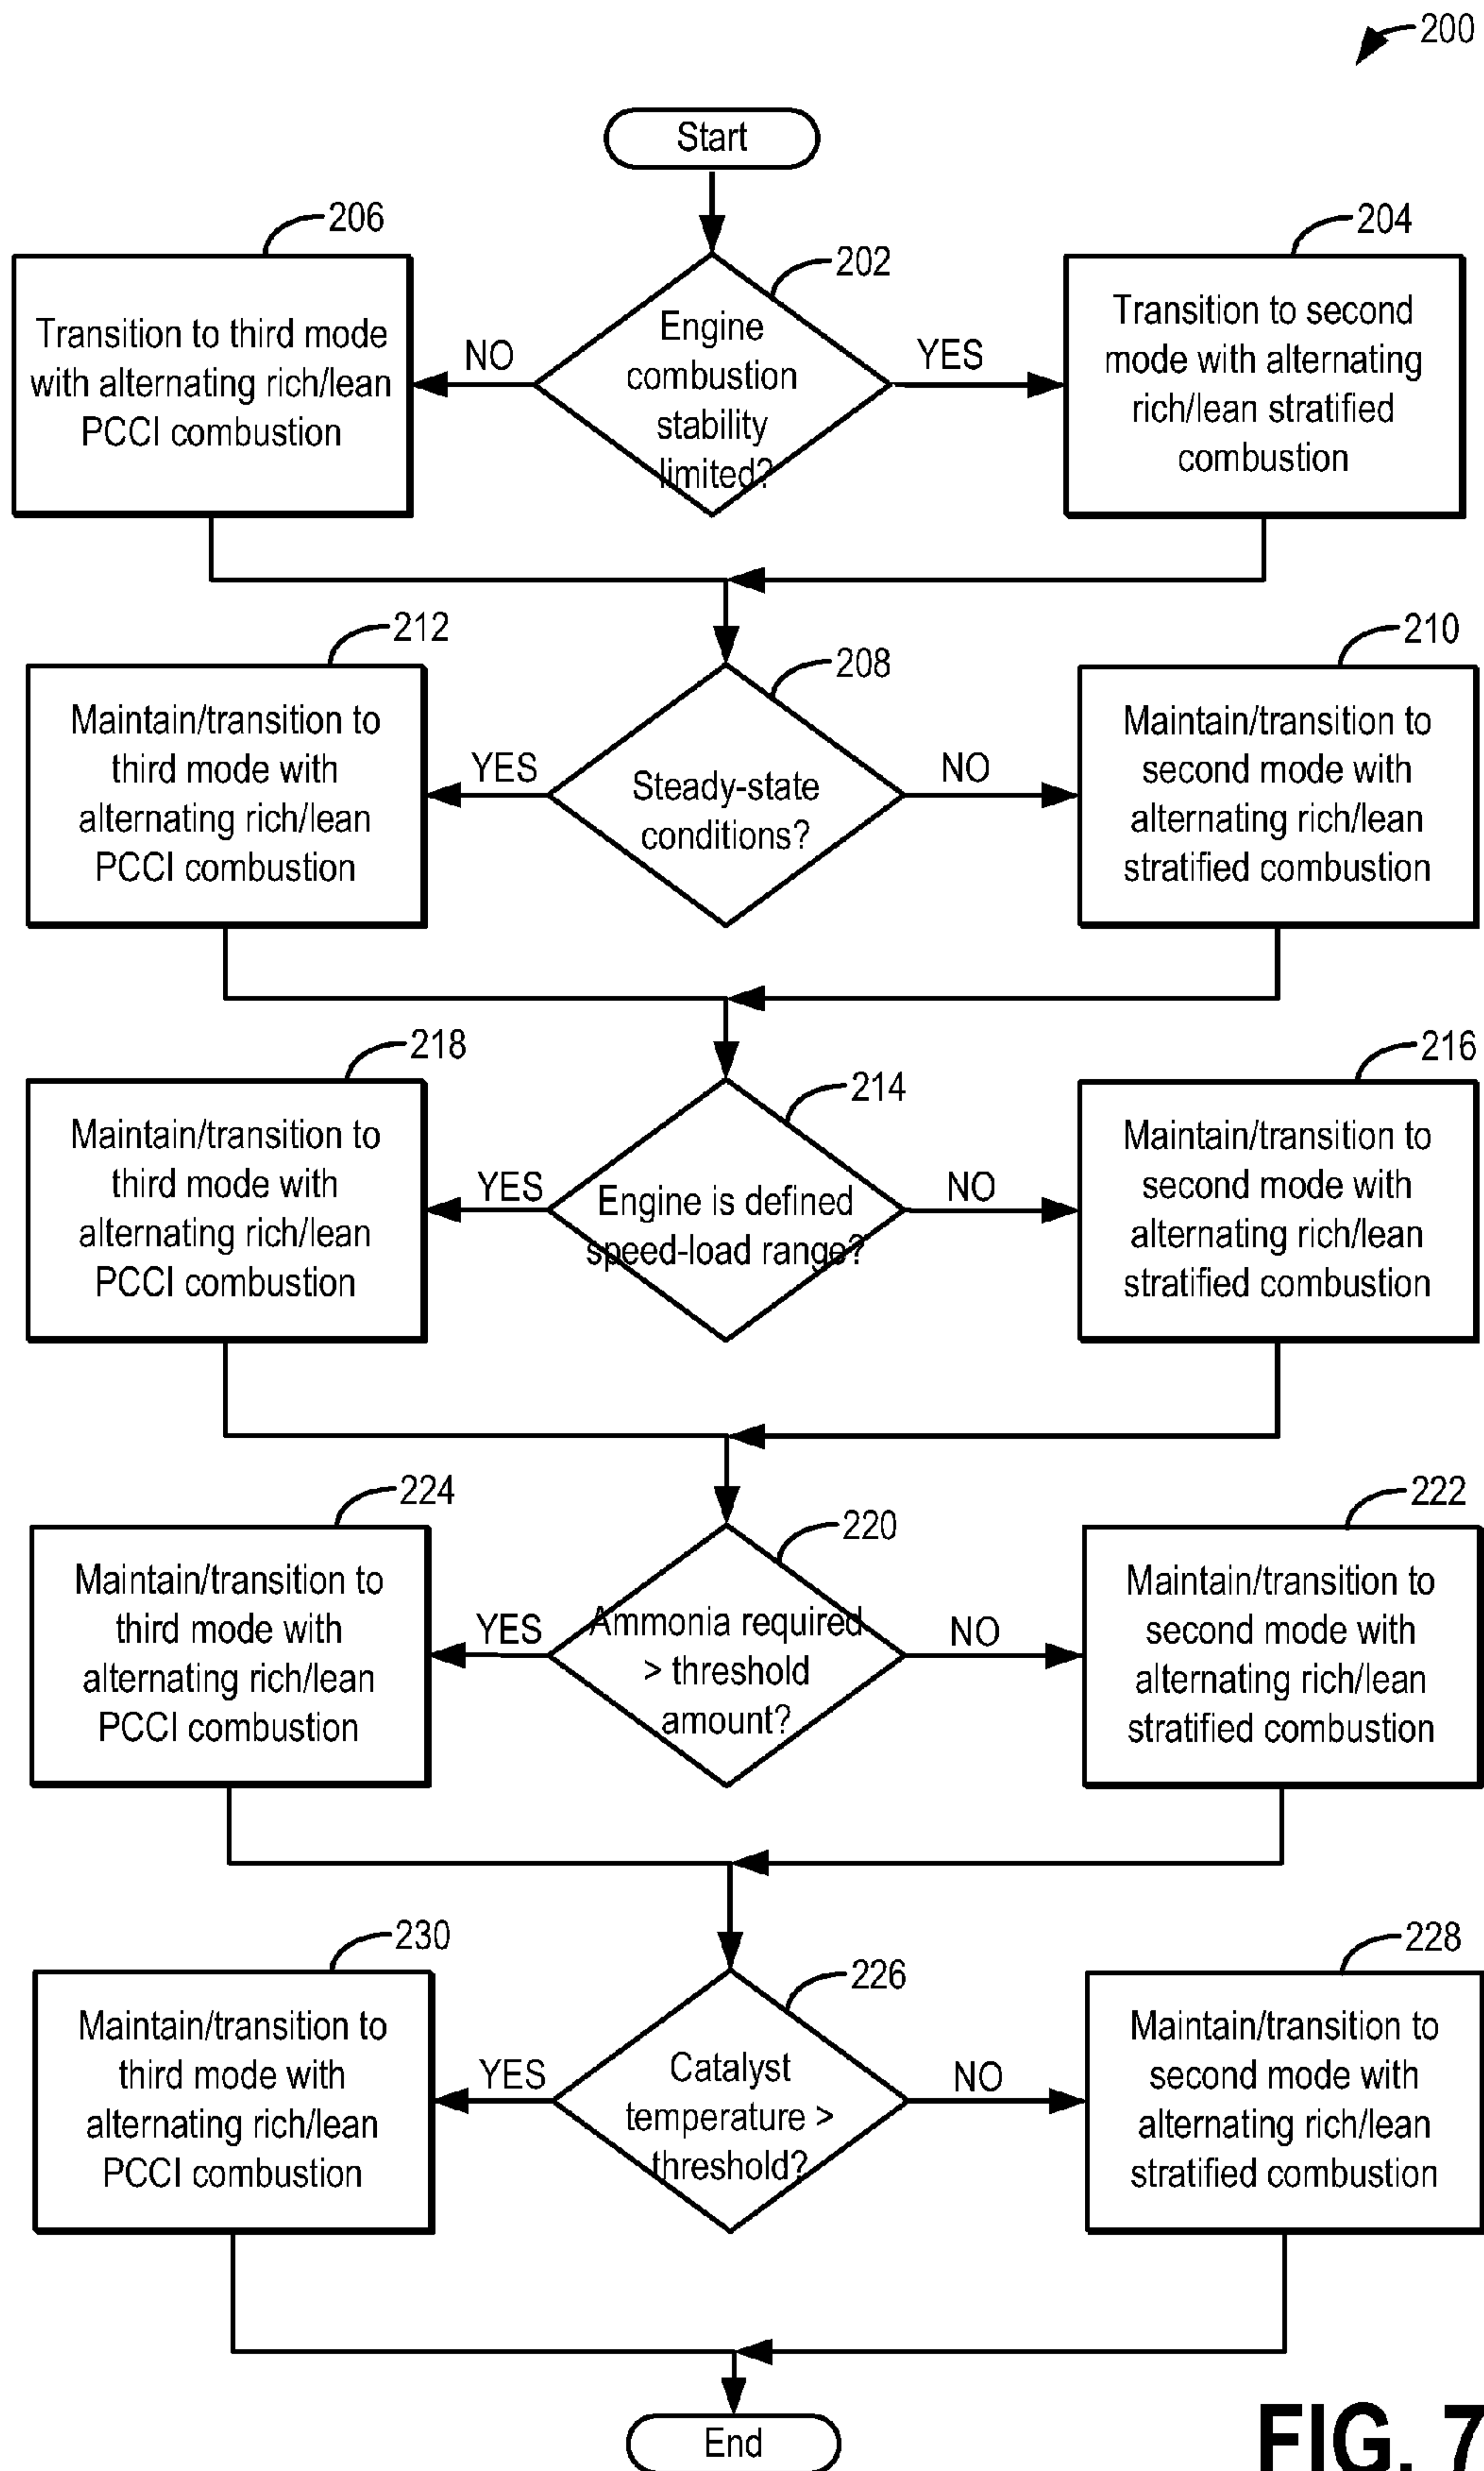 200
Start
206
204
202
Transition to third mode
with alternating rich/lean
PCCI combustion
NO
Engine
combustion
stability
limited?
YES
Transition to second
mode with alternating
rich/lean stratified
combustion
212
210
208
Maintain/transition to
third mode with
alternating rich/lean
PCCI combustion
YES
Steady-state
conditions?
NO
Maintain/transition to
second mode with
alternating rich/lean
stratified combustion
218
216
214
Maintain/transition to
third mode with
alternating rich/lean
PCCI combustion
YES
Engine is defined
speed-load range?
NO
Maintain/transition to
second mode with
alternating rich/lean
stratified combustion
224
222
220
Maintain/transition to
third mode with
alternating rich/lean
PCCI combustion
YES
Ammonia required
> threshold
amount?
NO
Maintain/transition to
second mode with
alternating rich/lean
stratified combustion
230
228
226
Maintain/transition to
third mode with
alternating rich/lean
PCCI combustion
YES
Catalyst
temperature >
threshold?
NO
Maintain/transition to
second mode with
alternating rich/lean
stratified combustion
End
FIG. 7